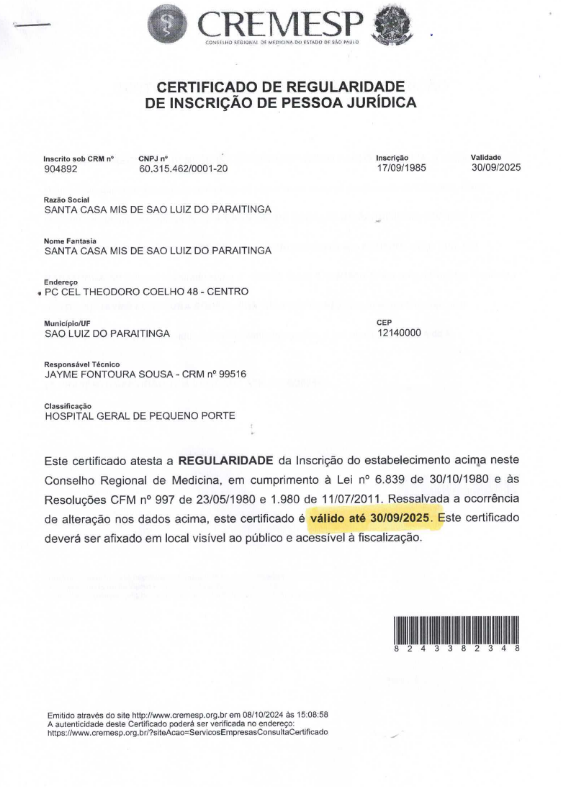 CREMESP
CONSELHO REGIONAL DE MEDICINA DO ESTADO DE SÃO PAULO
CERTIFICADO DE REGULARIDADE
DE INSCRIÇÃO DE PESSOA JURÍDICA
Inscrito sob CRM nº CNPJ nº Inscrição Validade
904892 60.315.462/0001-20 17/09/1985 30/09/2025
Razão Social
SANTA CASA MIS DE SAO LUIZ DO PARAITINGA
Nome Fantasia
SANTA CASA MIS DE SAO LUIZ DO PARAITINGA
Endereço
PC CEL THEODORO COELHO 48 - CENTRO
Município/UF CEP
SAO LUIZ DO PARAITINGA 12140000
Responsável Técnico
JAYME FONTOURA SOUSA - CRM nº 99516
Classificação
HOSPITAL GERAL DE PEQUENO PORTE
Este certificado atesta a REGULARIDADE da Inscrição do estabelecimento acima neste
Conselho Regional de Medicina, em cumprimento à Lei nº 6.839 de 30/10/1980 e às
Resoluções CFM nº 997 de 23/05/1980 e 1.980 de 11/07/2011. Ressalvada a ocorrência
de alteração nos dados acima, este certificado é válido até 30/09/2025. Este certificado
deverá ser afixado em local visível ao público e acessível à fiscalização.
8 2 4 3 3 8 2 3 4 8
Emitido através do site http://www.cremesp.org.br em 08/10/2024 às 15:08:58
A autenticidade deste Certificado poderá ser verificada no endereço:
https://www.cremesp.org.br/?siteAcao=ServicosEmpresasConsultaCertificado